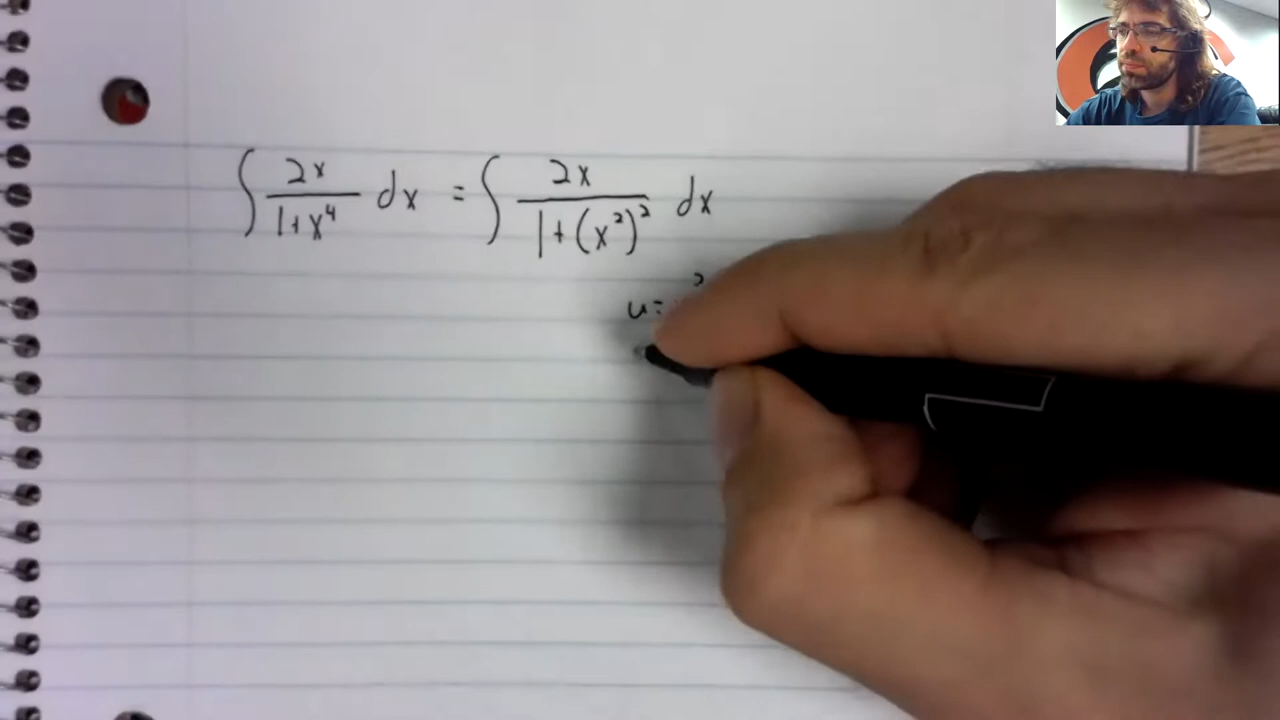 ∫ 2x/(1+x⁴) dx = ∫ 2x/(1+(x²)²) dx
u=